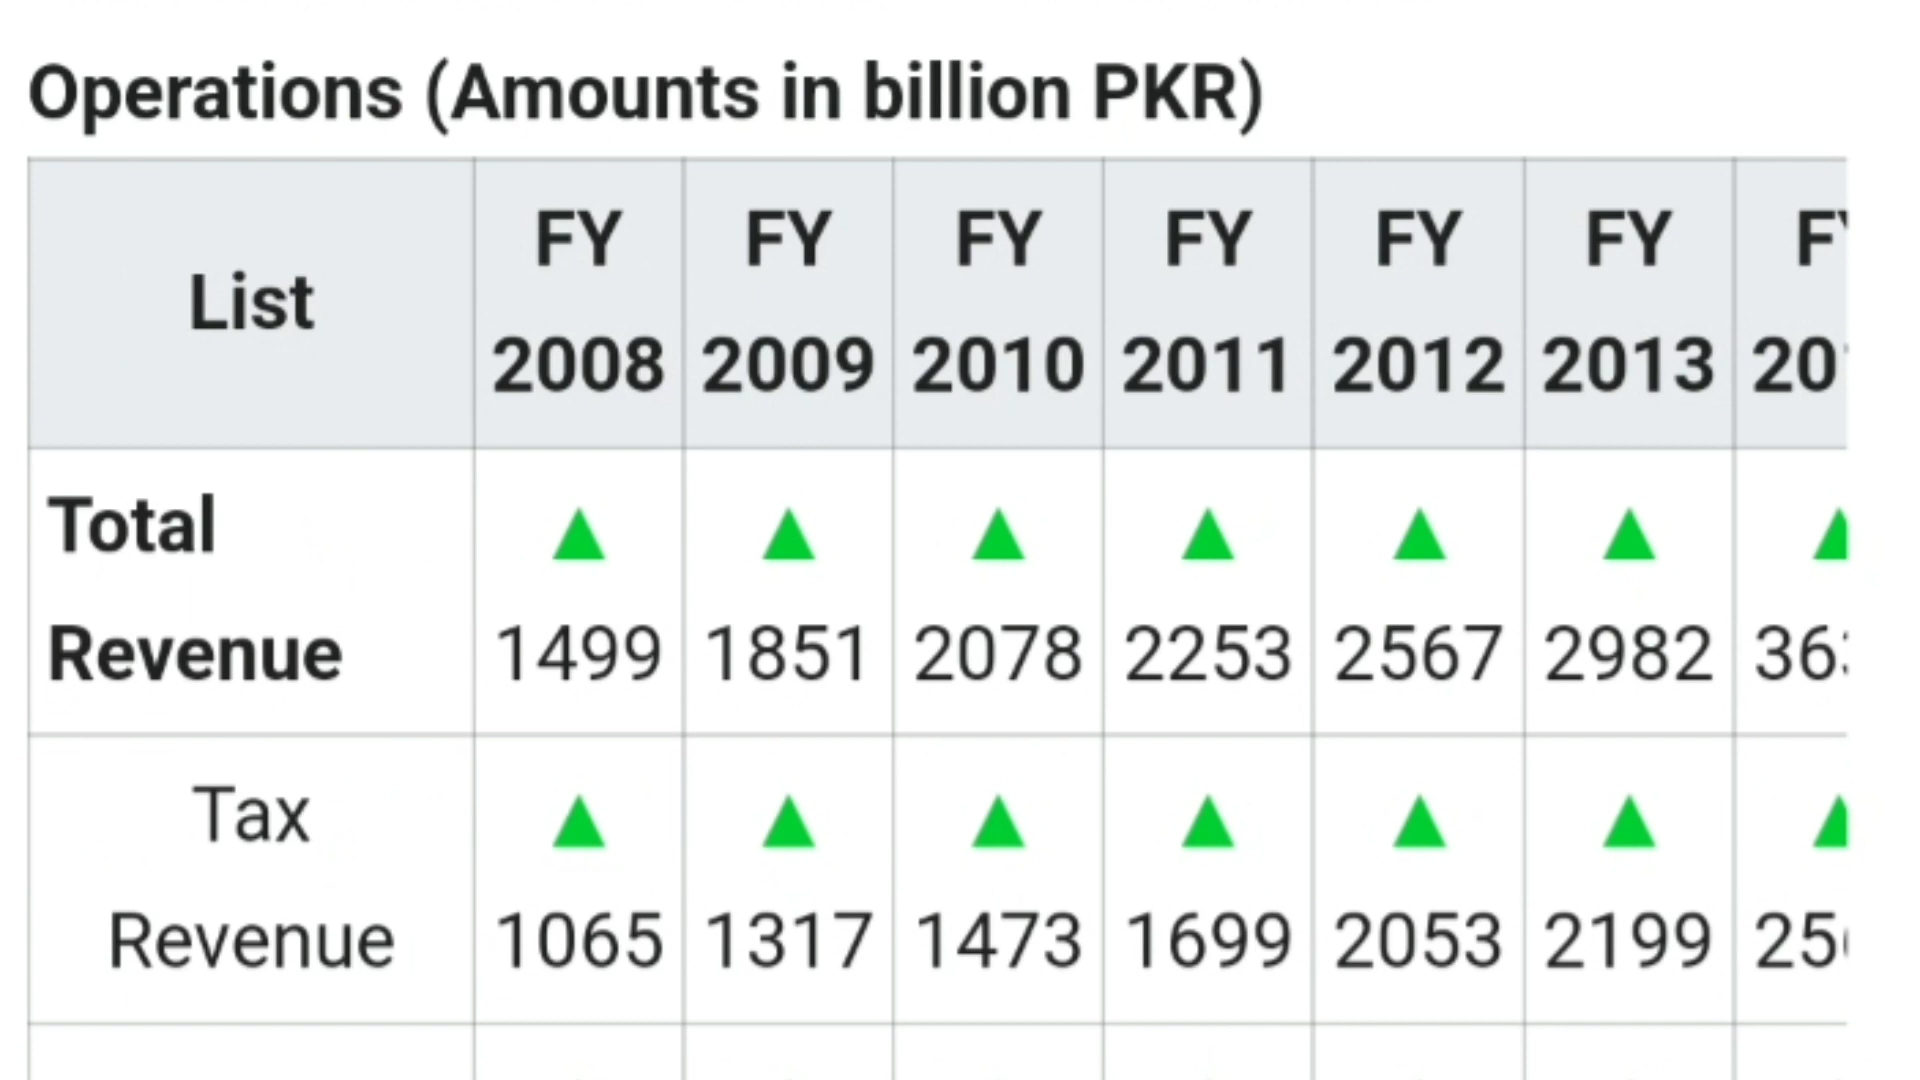 Operations (Amounts in billion PKR)
List FY 2008 FY 2009 FY 2010 FY 2011 FY 2012 FY 2013
Total Revenue ▲ 1499 ▲ 1851 ▲ 2078 ▲ 2253 ▲ 2567 ▲ 2982 ▲
Tax Revenue ▲ 1065 ▲ 1317 ▲ 1473 ▲ 1699 ▲ 2053 ▲ 2199 ▲